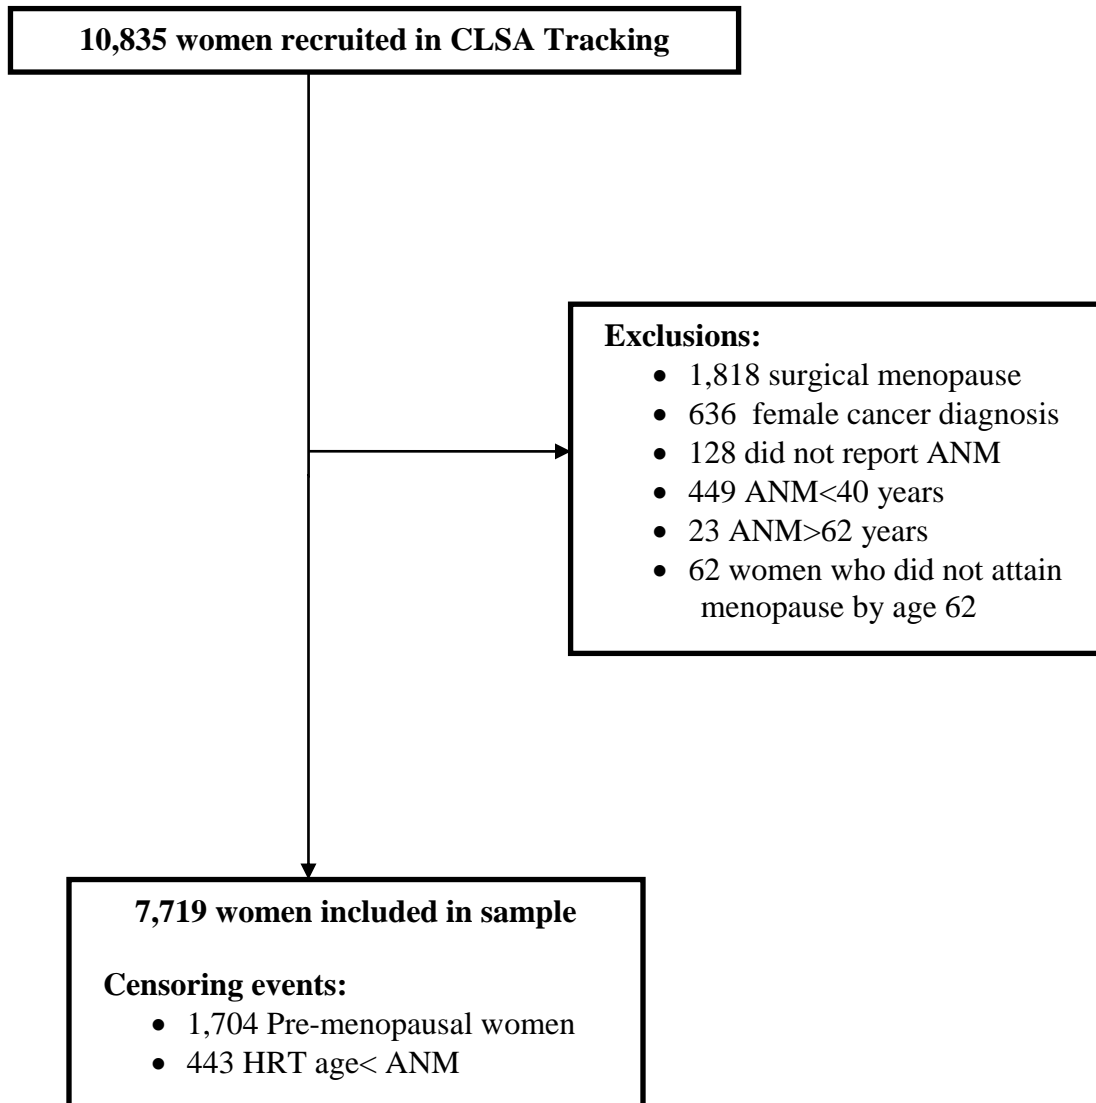 10,835 women recruited in CLSA Tracking
Exclusions:
• 1,818 surgical menopause
• 636  female cancer diagnosis
• 128 did not report ANM
• 449 ANM<40 years
• 23 ANM>62 years
• 62 women who did not attain
menopause by age 62
7,719 women included in sample
Censoring events:
• 1,704 Pre-menopausal women
• 443 HRT age< ANM